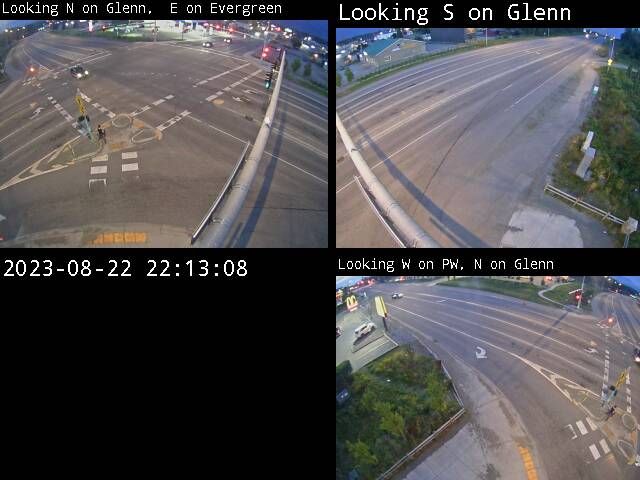 Looking N on Glenn,  E on Evergreen
Looking S on Glenn
2023-08-22 22:13:08
Looking W on PW, N on Glenn